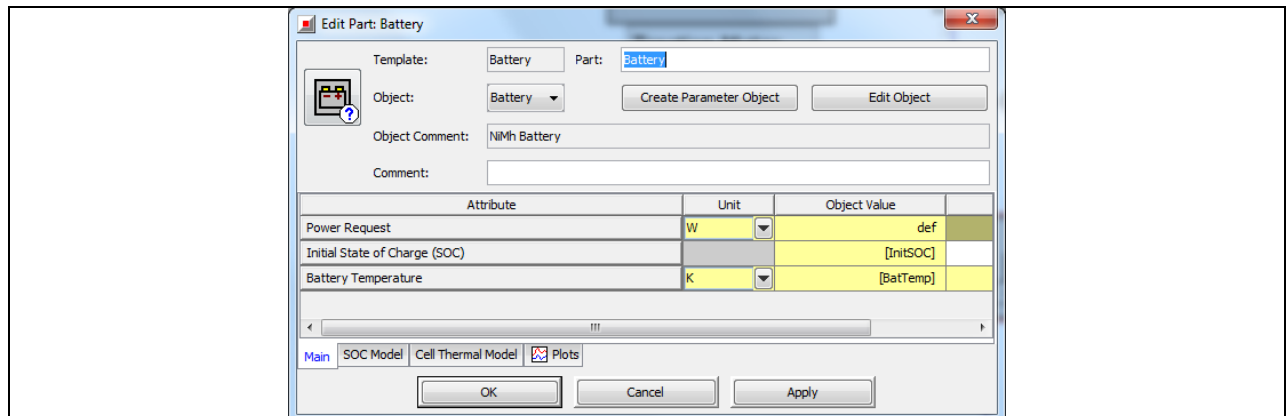 Edit Part: Battery
Template: Battery Part: Battery
Object: Battery Create Parameter Object Edit Object
Object Comment: NiMh Battery
Comment:
Attribute Unit Object Value
Power Request W def
Initial State of Charge (SOC) [InitSOC]
Battery Temperature K [BatTemp]
Main SOC Model Cell Thermal Model Plots
OK Cancel Apply